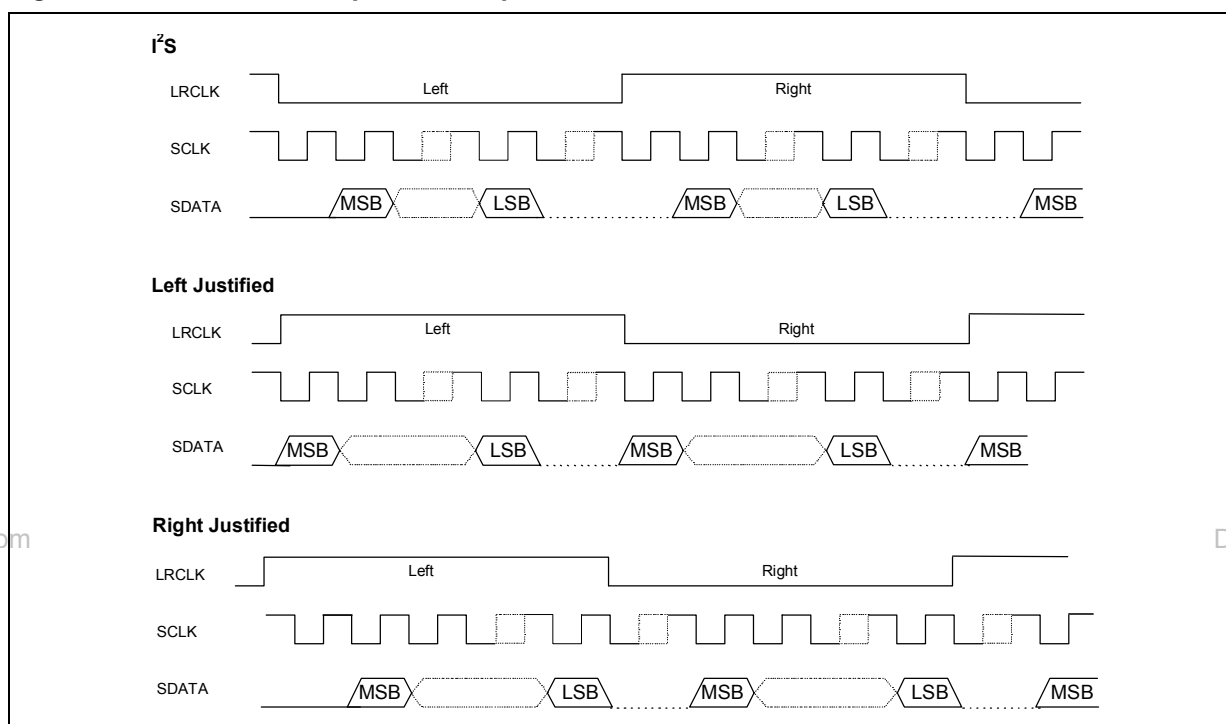 I²S
LRCLK Left Right
SCLK
SDATA MSB LSB MSB LSB MSB
Left Justified
LRCLK Left Right
SCLK
SDATA MSB LSB MSB LSB MSB
Right Justified
om D
LRCLK Left Right
SCLK
SDATA MSB LSB MSB LSB MSB